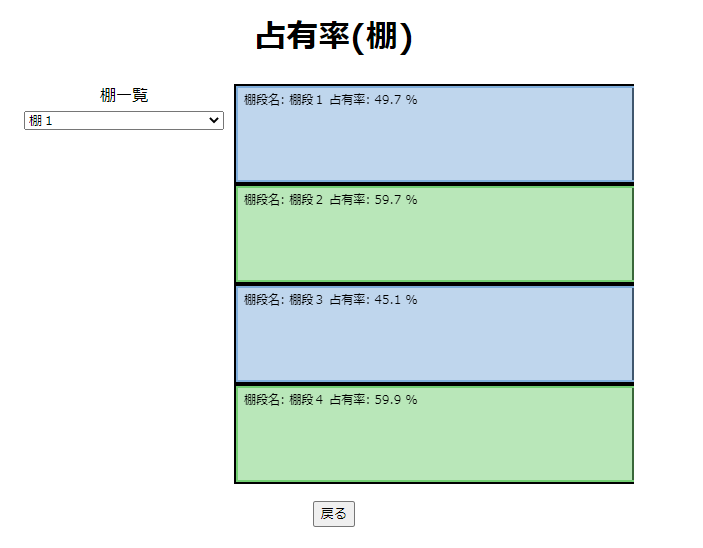 占有率(棚)
棚一覧
棚１
棚段名: 棚段１ 占有率: 49.7 %
棚段名: 棚段２ 占有率: 59.7 %
棚段名: 棚段３ 占有率: 45.1 %
棚段名: 棚段４ 占有率: 59.9 %
戻る